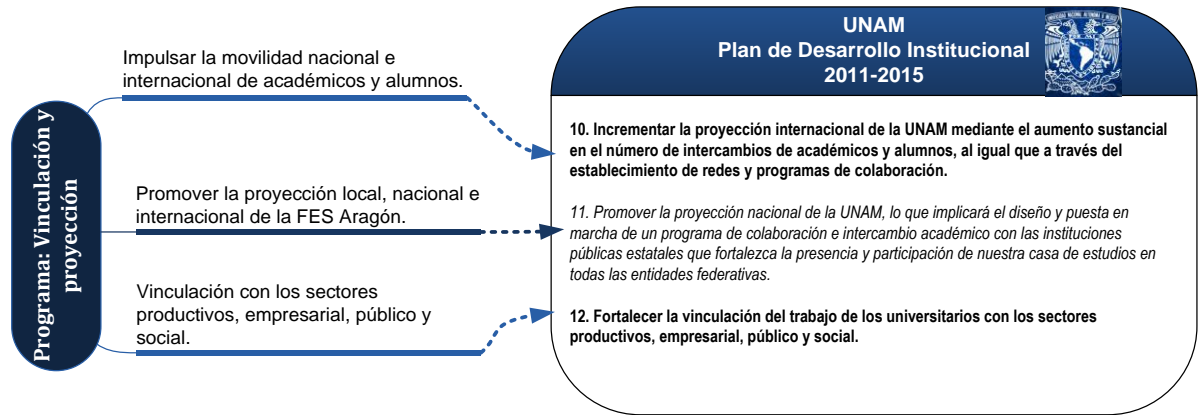 Programa: Vinculación y
proyección
Impulsar la movilidad nacional e
internacional de académicos y alumnos.
Promover la proyección local, nacional e
internacional de la FES Aragón.
Vinculación con los sectores
productivos, empresarial, público y
social.
UNAM
Plan de Desarrollo Institucional
2011-2015
10. Incrementar la proyección internacional de la UNAM mediante el aumento sustancial
en el número de intercambios de académicos y alumnos, al igual que a través del
establecimiento de redes y programas de colaboración.
11. Promover la proyección nacional de la UNAM, lo que implicará el diseño y puesta en
marcha de un programa de colaboración e intercambio académico con las instituciones
públicas estatales que fortalezca la presencia y participación de nuestra casa de estudios en
todas las entidades federativas.
12. Fortalecer la vinculación del trabajo de los universitarios con los sectores
productivos, empresarial, público y social.